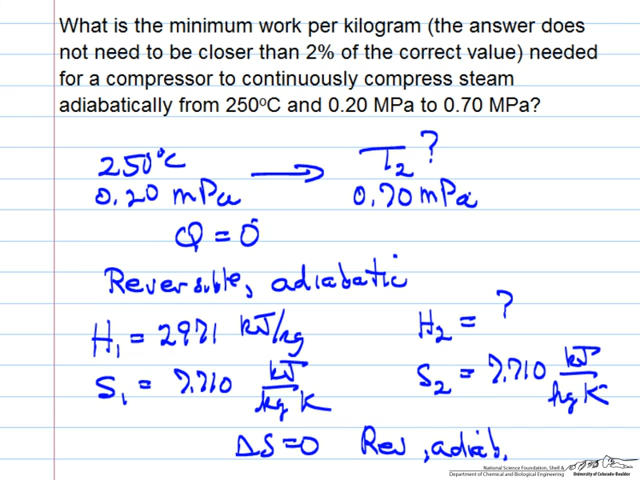 What is the minimum work per kilogram (the answer does
not need to be closer than 2% of the correct value) needed
for a compressor to continuously compress steam
adiabatically from 250°C and 0.20 MPa to 0.70 MPa?
250°C → T₂ ?
0.20 mPa 0.70 mPa
Q = 0
Reversible, adiabatic
H₁ = 2971 kJ/kg H₂ = ?
S₁ = 7.710 kJ/kg K S₂ = 7.710 kJ/kg K
ΔS = 0 Rev, adiab.
National Science Foundation, Shell &
Department of Chemical and Biological Engineering University of Colorado Boulder